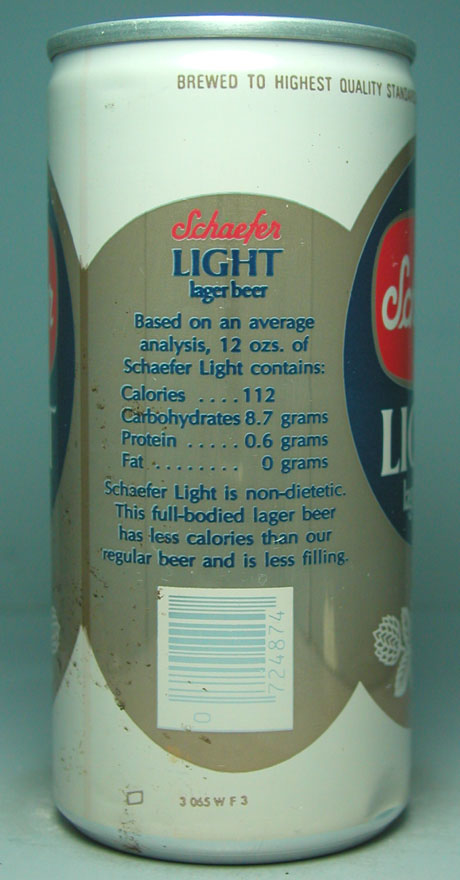 BREWED TO HIGHEST QUALITY
Schaefer
LIGHT
lager beer
Based on an average
analysis, 12 ozs. of
Schaefer Light contains:
Calories ....112
Carbohydrates 8.7 grams
Protein ..... 0.6 grams
Fat ........ 0 grams
Schaefer Light is non-dietetic.
This full-bodied lager beer
has less calories than our
regular beer and is less filling.
724874
0
3 065 W F 3